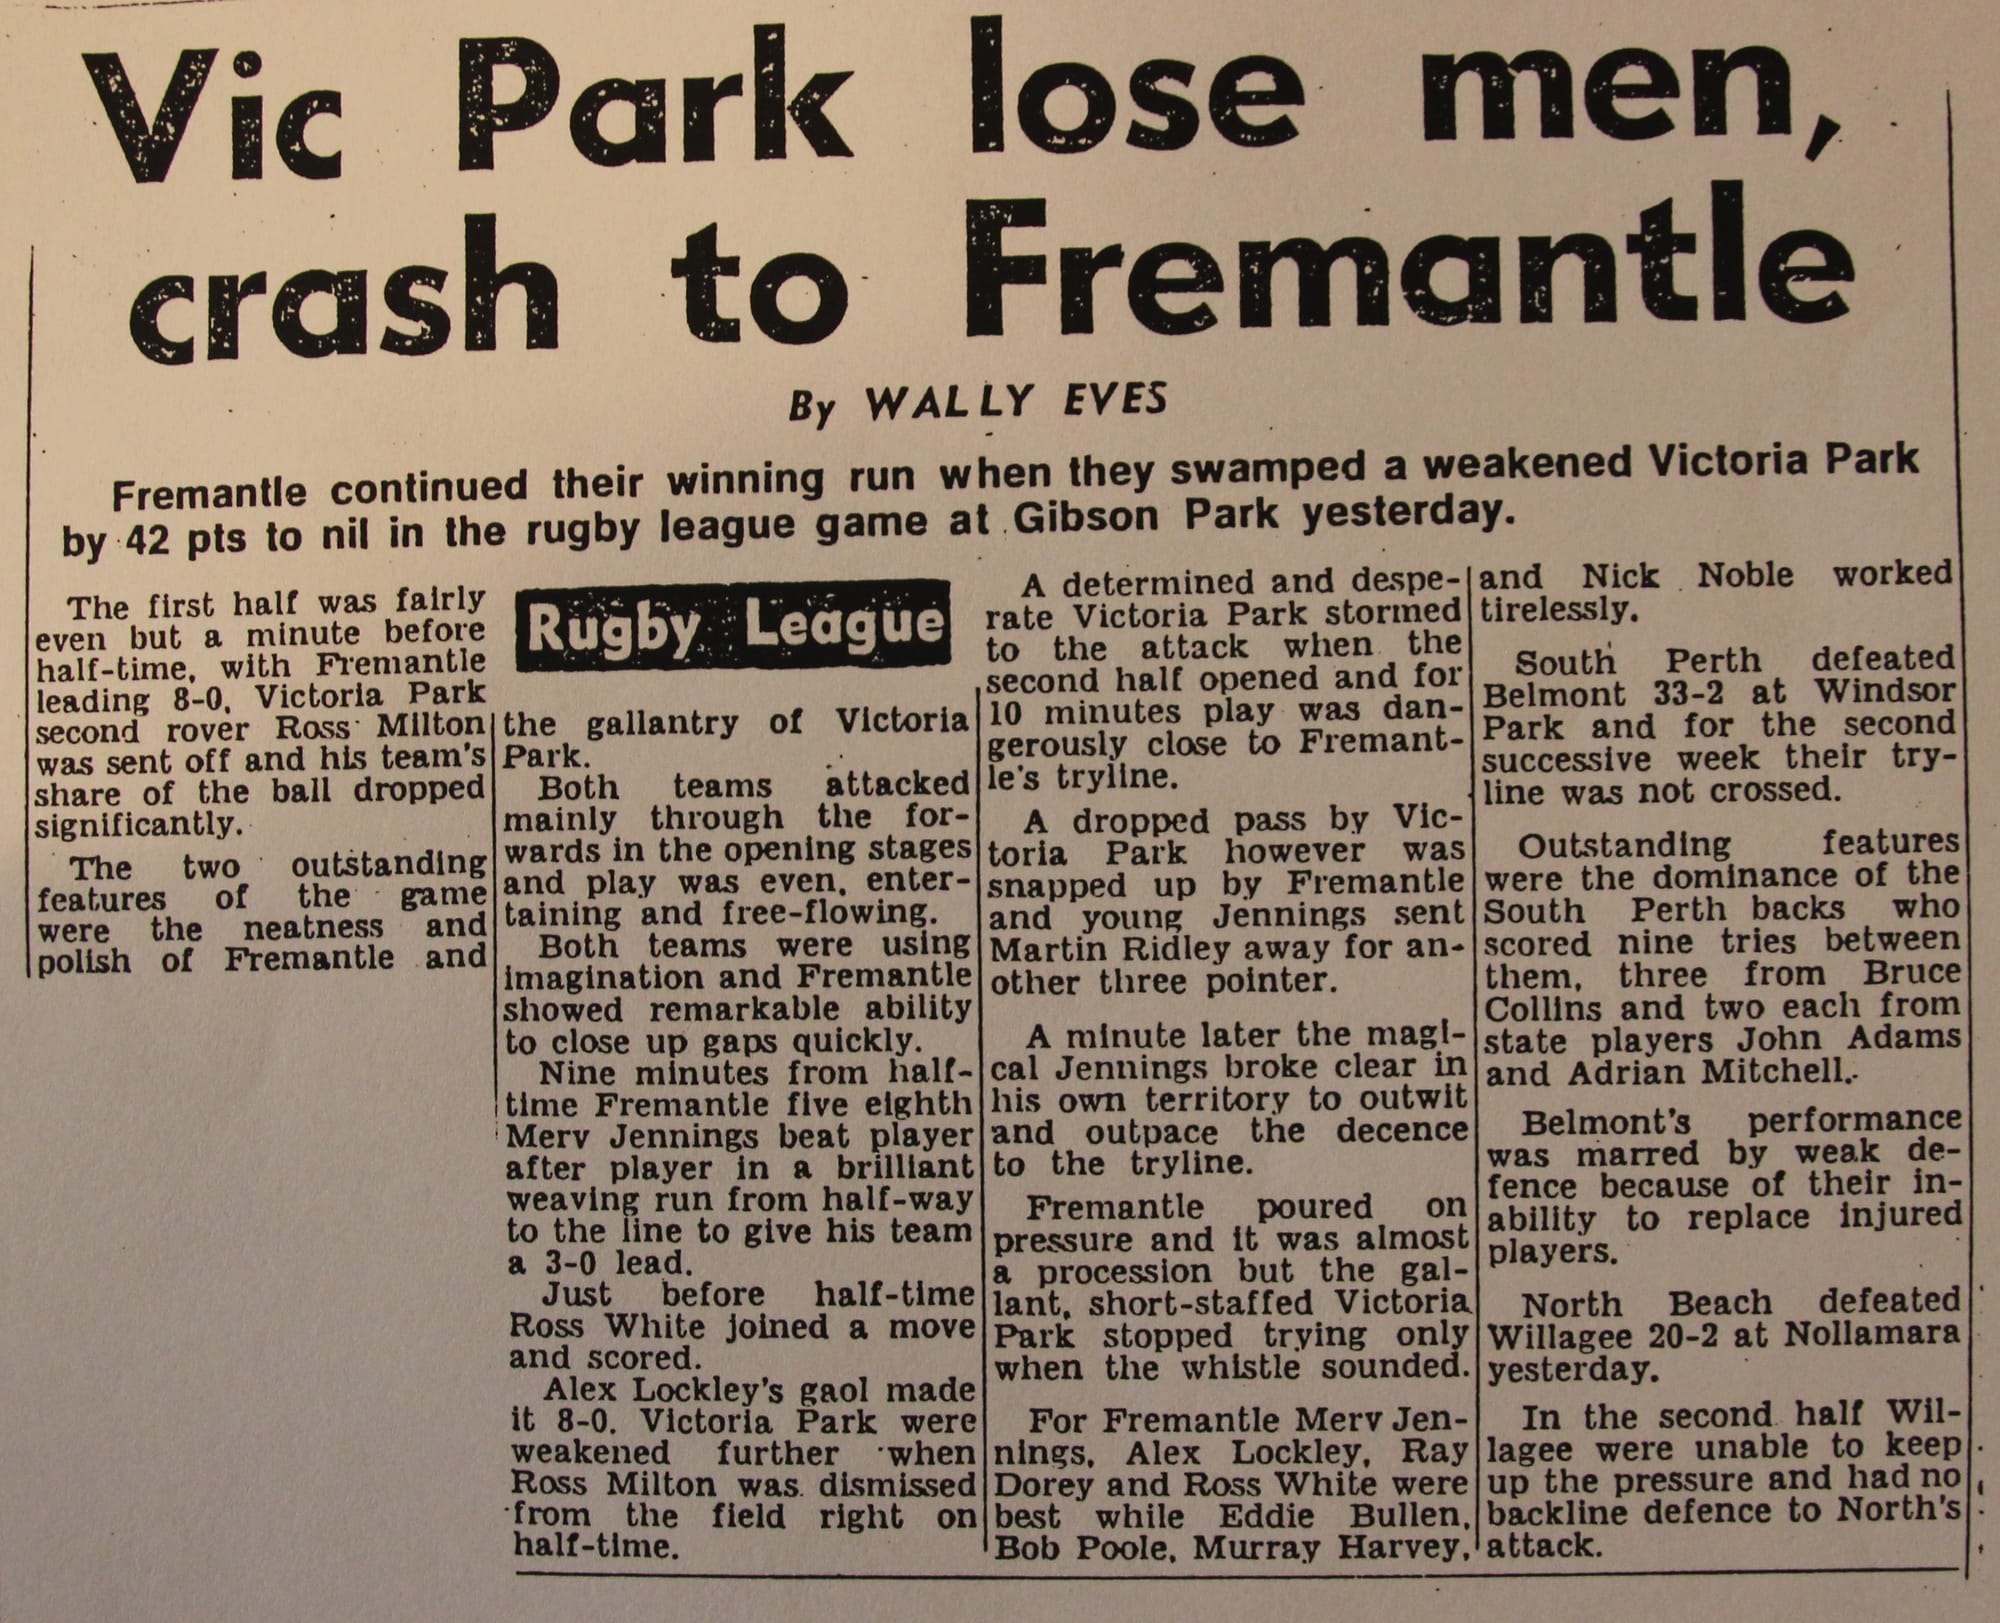 Vic Park lose men,
crash to Fremantle
By WALLY EVES
Fremantle continued their winning run when they swamped a weakened Victoria Park
by 42 pts to nil in the rugby league game at Gibson Park yesterday.
The first half was fairly
even but a minute before
half-time, with Fremantle
leading 8-0, Victoria Park
second rover Ross Milton
was sent off and his team's
share of the ball dropped
significantly.
The two outstanding
features of the game
were the neatness and
polish of Fremantle and
Rugby League
the gallantry of Victoria
Park.
Both teams attacked
mainly through the for-
wards in the opening stages
and play was even, enter-
taining and free-flowing.
Both teams were using
imagination and Fremantle
showed remarkable ability
to close up gaps quickly.
Nine minutes from half-
time Fremantle five eighth
Merv Jennings beat player
after player in a brilliant
weaving run from half-way
to the line to give his team
a 3-0 lead.
Just before half-time
Ross White joined a move
and scored.
Alex Lockley's gaol made
it 8-0. Victoria Park were
weakened further when
Ross Milton was dismissed
from the field right on
half-time.
A determined and despe-
rate Victoria Park stormed
to the attack when the
second half opened and for
10 minutes play was dan-
gerously close to Fremant-
le's tryline.
A dropped pass by Vic-
toria Park however was
snapped up by Fremantle
and young Jennings sent
Martin Ridley away for an-
other three pointer.
A minute later the magi-
cal Jennings broke clear in
his own territory to outwit
and outpace the decence
to the tryline.
Fremantle poured on
pressure and it was almost
a procession but the gal-
lant, short-staffed Victoria
Park stopped trying only
when the whistle sounded.
For Fremantle Merv Jen-
nings, Alex Lockley, Ray
Dorey and Ross White were
best while Eddie Bullen,
Bob Poole, Murray Harvey,
and Nick Noble worked
tirelessly.
South Perth defeated
Belmont 33-2 at Windsor
Park and for the second
successive week their try-
line was not crossed.
Outstanding features
were the dominance of the
South Perth backs who
scored nine tries between
them, three from Bruce
Collins and two each from
state players John Adams
and Adrian Mitchell.
Belmont's performance
was marred by weak de-
fence because of their in-
ability to replace injured
players.
North Beach defeated
Willagee 20-2 at Nollamara
yesterday.
In the second half Wil-
lagee were unable to keep
up the pressure and had no
backline defence to North's
attack.